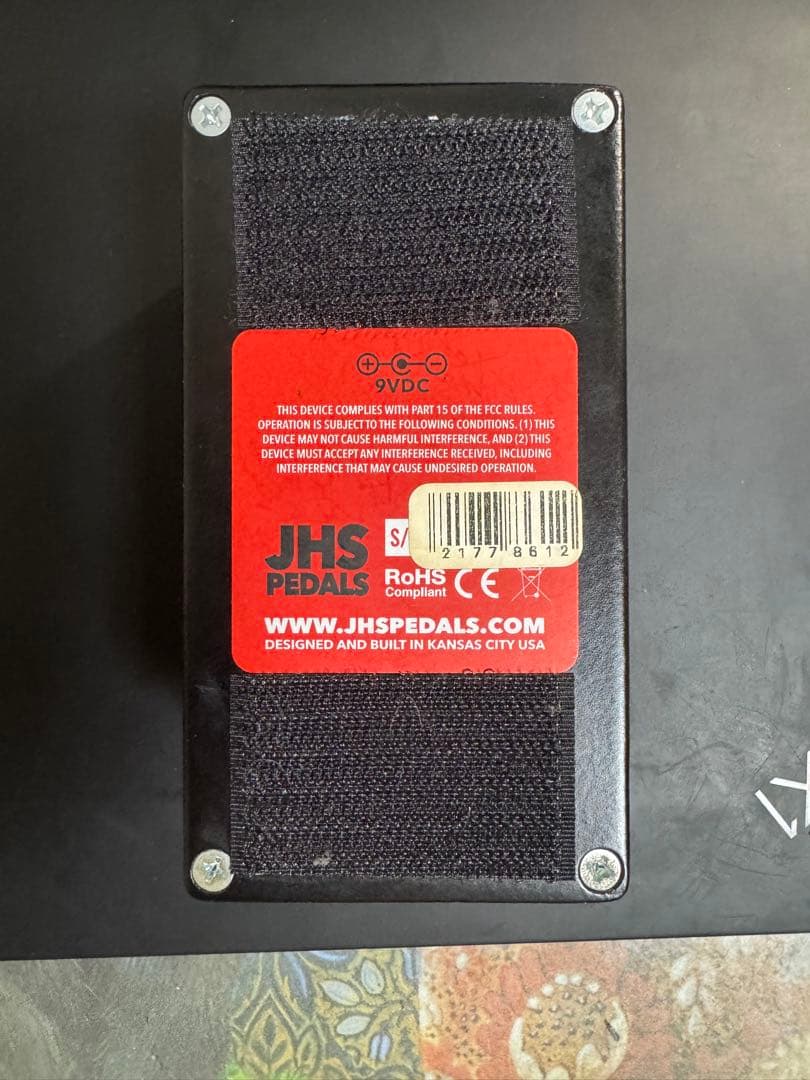 9VDC
THIS DEVICE COMPLIES WITH PART 15 OF THE FCC RULES.
OPERATION IS SUBJECT TO THE FOLLOWING CONDITIONS. (1) THIS
DEVICE MAY NOT CAUSE HARMFUL INTERFERENCE, AND (2) THIS
DEVICE MUST ACCEPT ANY INTERFERENCE RECEIVED, INCLUDING
INTERFERENCE THAT MAY CAUSE UNDESIRED OPERATION.
JHS
PEDALS
S/
2177 8612
RoHS
Compliant
CE
WWW.JHSPEDALS.COM
DESIGNED AND BUILT IN KANSAS CITY USA